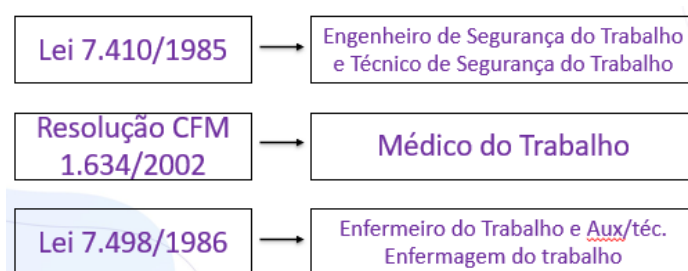 Lei 7.410/1985
Engenheiro de Segurança do Trabalho
e Técnico de Segurança do Trabalho
Resolução CFM
1.634/2002
Médico do Trabalho
Lei 7.498/1986
Enfermeiro do Trabalho e Aux/téc.
Enfermagem do trabalho